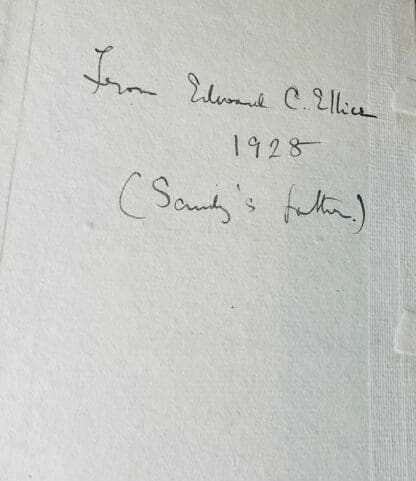 From Edward C. Ellice
1928
(Sandy's father.)